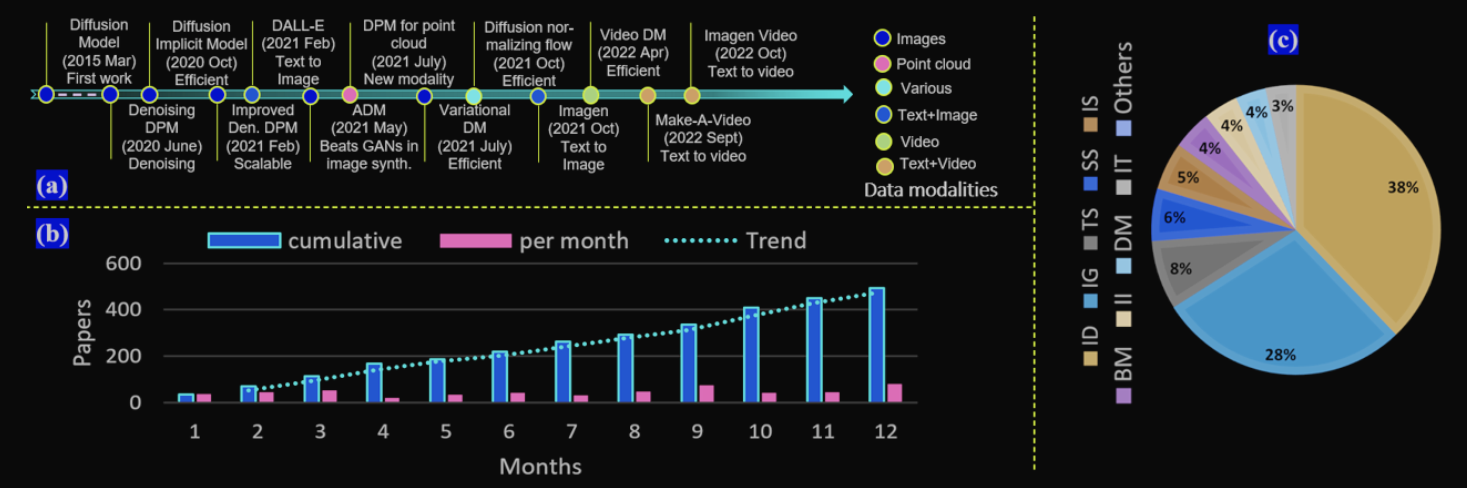 Diffusion
Model
(2015 Mar)
First work
Diffusion
Implicit Model
(2020 Oct)
Efficient
DALL-E
(2021 Feb)
Text to
Image
DPM for point
cloud
(2021 July)
New modality
Diffusion nor-
malizing flow
(2021 Oct)
Efficient
Video DM
(2022 Apr)
Efficient
Imagen Video
(2022 Oct)
Text to video
Denoising
DPM
(2020 June)
Denoising
Improved
Den. DPM
(2021 Feb)
Scalable
ADM
(2021 May)
Beats GANs in
image synth.
Variational
DM
(2021 July)
Efficient
Imagen
(2021 Oct)
Text to
Image
Make-A-Video
(2022 Sept)
Text to video
Images
Point cloud
Various
Text+Image
Video
Text+Video
Data modalities
(a)
(b)
cumulative
per month
Trend
Papers
600
400
200
0
1 2 3 4 5 6 7 8 9 10 11 12
Months
(c)
ID IG TS SS IS
BM II DM IT Others
38%
28%
8%
6%
5%
4%
4%
4%
3%